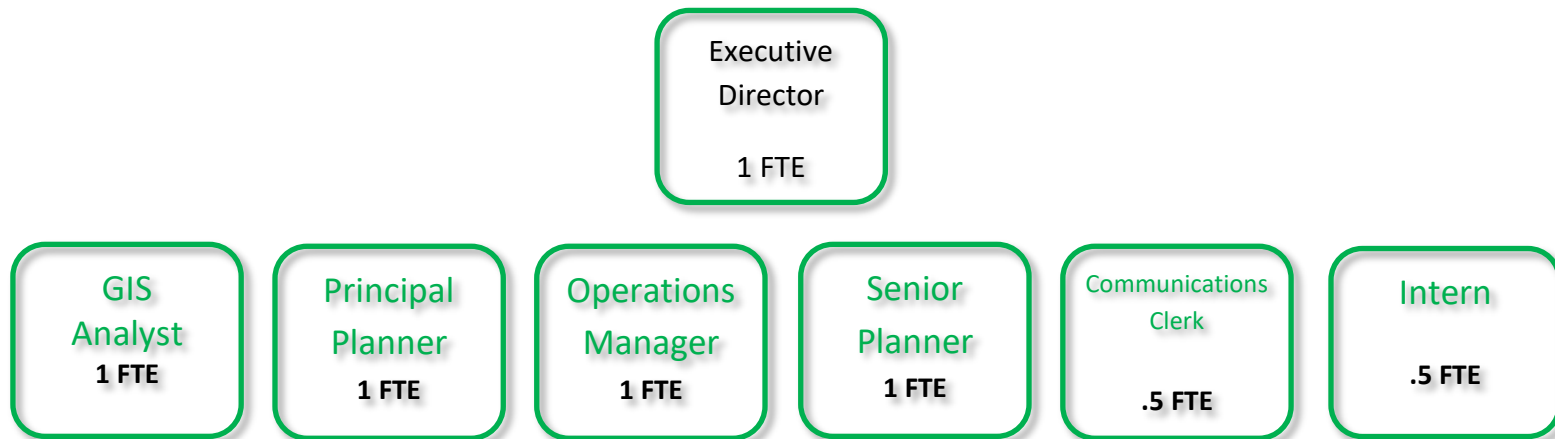 Executive
Director
1 FTE
GIS
Analyst
1 FTE
Principal
Planner
1 FTE
Operations
Manager
1 FTE
Senior
Planner
1 FTE
Communications
Clerk
.5 FTE
Intern
.5 FTE